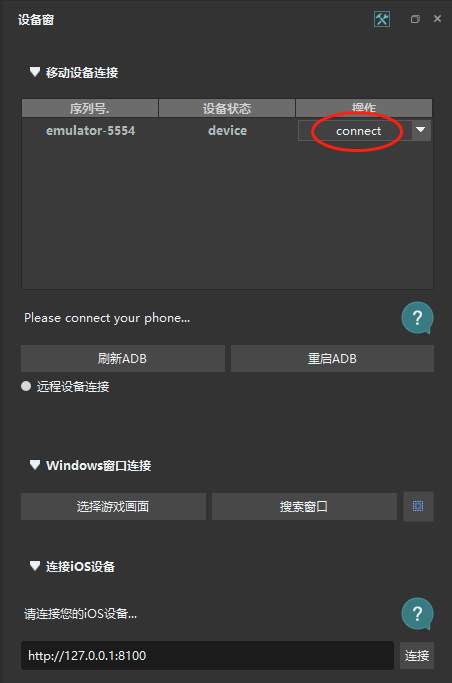 设备窗
移动设备连接
序列号. 设备状态 操作
emulator-5554 device connect
Please connect your phone...
?
刷新ADB 重启ADB
远程设备连接
Windows窗口连接
选择游戏画面 搜索窗口
连接iOS设备
请连接您的iOS设备...
?
http://127.0.0.1:8100 连接